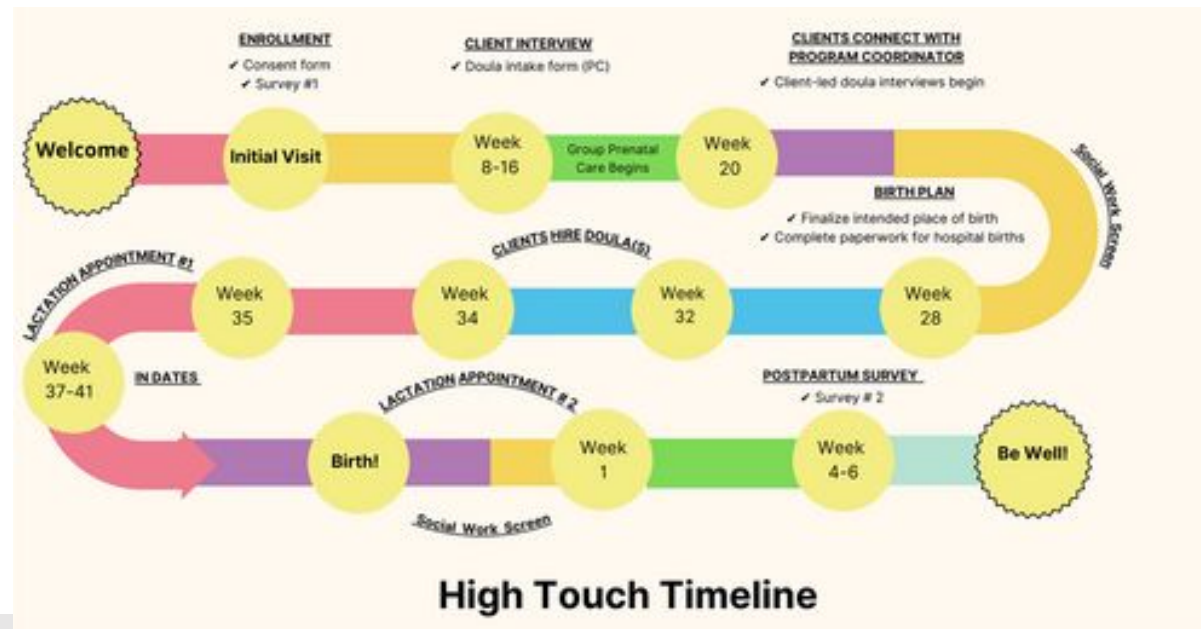 ENROLLMENT
✔ Consent form
✔ Survey #1
CLIENT INTERVIEW
✔ Doula intake form (PC)
CLIENTS CONNECT WITH
PROGRAM COORDINATOR
✔ Client-led doula interviews begin
Welcome
Initial Visit
Week
8-16
Group Prenatal
Care Begins
Week
20
Social Work Screen
BIRTH PLAN
✔ Finalize intended place of birth
✔ Complete paperwork for hospital births
CLIENTS HIRE DOULA(S)
Week
28
Week
32
Week
34
Week
35
LACTATION APPOINTMENT #1
Week
37-41
IN DATES
Birth!
LACTATION APPOINTMENT # 2
Social Work Screen
Week
1
POSTPARTUM SURVEY
✔ Survey # 2
Week
4-6
Be Well!
High Touch Timeline